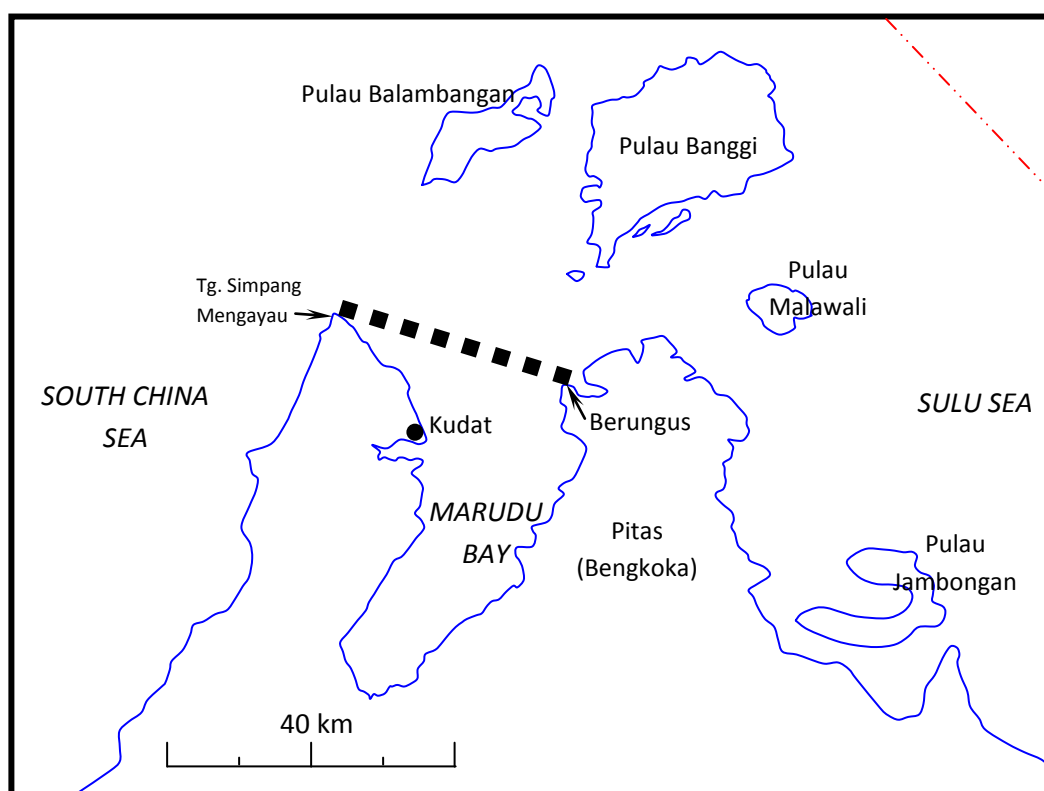 Pulau Balambangan
Pulau Banggi
Pulau
Malawali
Tg. Simpang
Mengayau
SOUTH CHINA
SEA
Kudat
Berungus
SULU SEA
MARUDU
BAY
Pitas
(Bengkoka)
Pulau
Jambongan
40 km